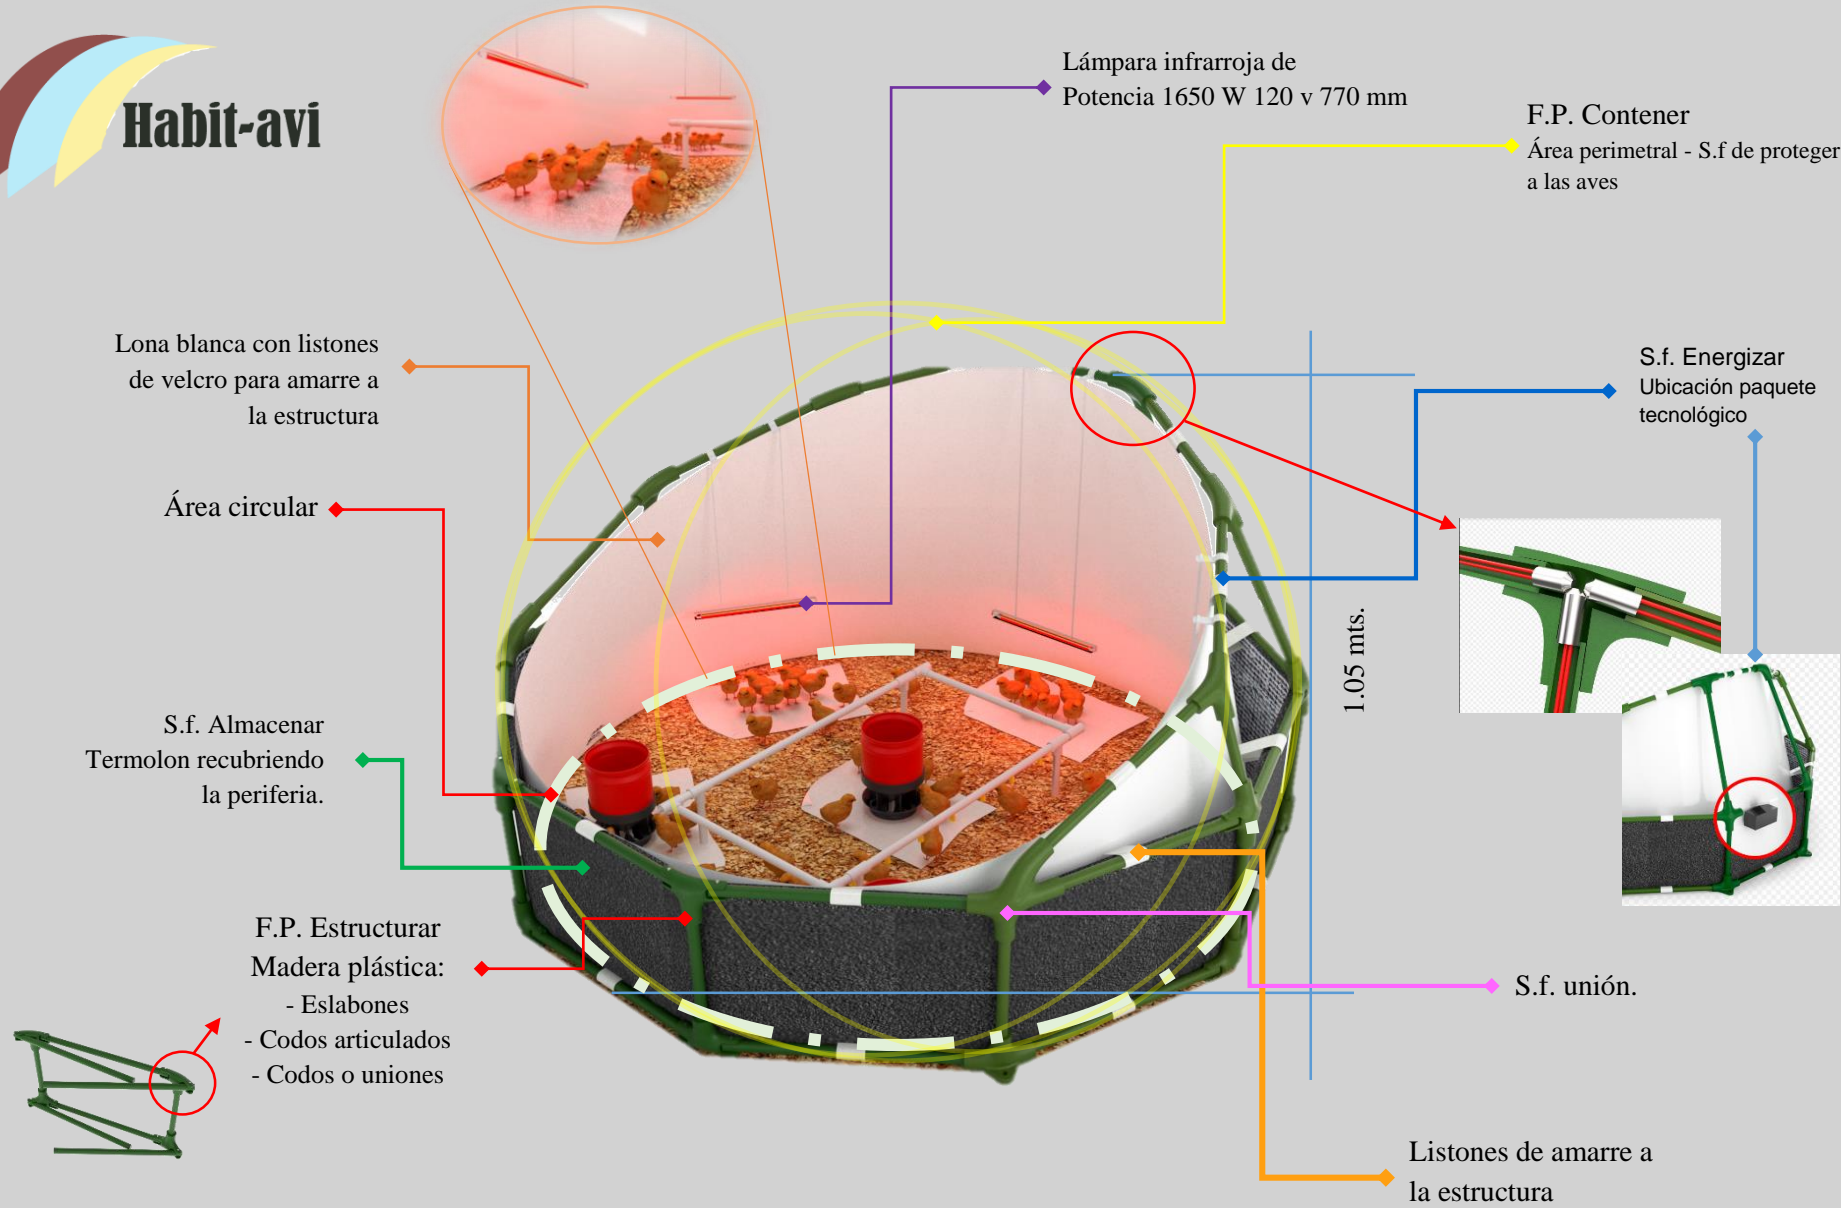 Habit-avi
Lámpara infrarroja de
Potencia 1650 W 120 v 770 mm
F.P. Contener
Área perimetral - S.f de proteger
a las aves
Lona blanca con listones
de velcro para amarre a
la estructura
S.f. Energizar
Ubicación paquete
tecnológico
Área circular
1.05 mts.
S.f. Almacenar
Termolon recubriendo
la periferia.
F.P. Estructurar
Madera plástica:
- Eslabones
- Codos articulados
- Codos o uniones
S.f. unión.
Listones de amarre a
la estructura